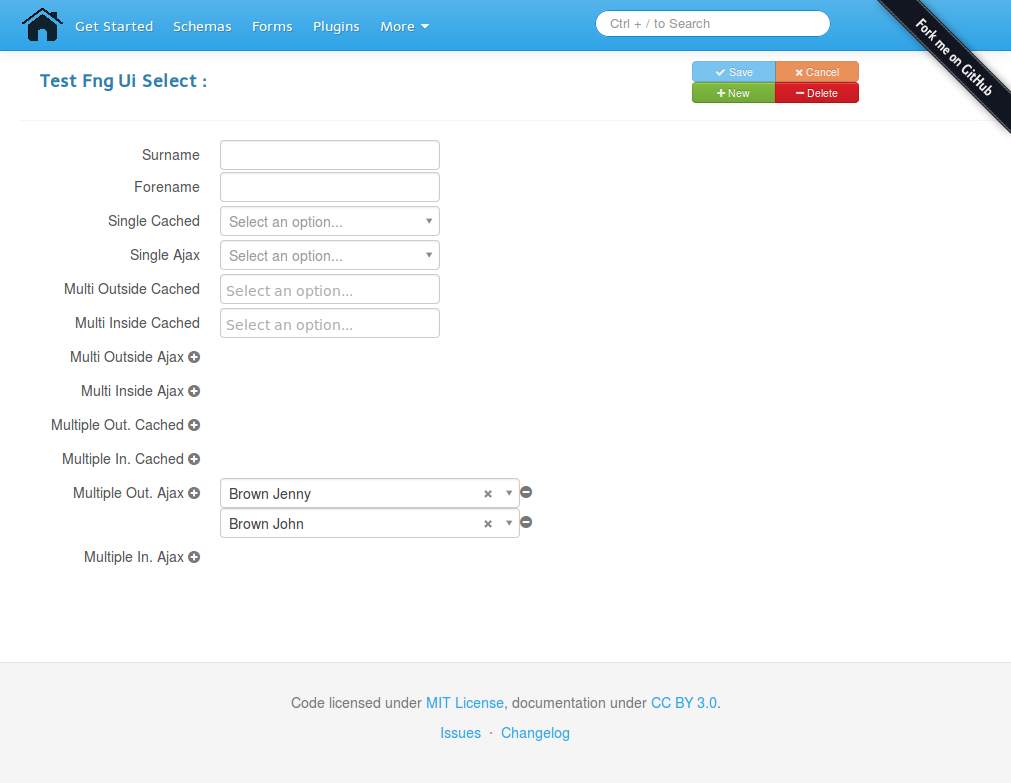 Get Started Schemas Forms Plugins More Ctrl + / to Search
Fork me on GitHub
Test Fng Ui Select :
Save Cancel
New Delete
Surname
Forename
Single Cached Select an option...
Single Ajax Select an option...
Multi Outside Cached Select an option...
Multi Inside Cached Select an option...
Multi Outside Ajax
Multi Inside Ajax
Multiple Out. Cached
Multiple In. Cached
Multiple Out. Ajax Brown Jenny
Brown John
Multiple In. Ajax
Code licensed under MIT License, documentation under CC BY 3.0.
Issues · Changelog